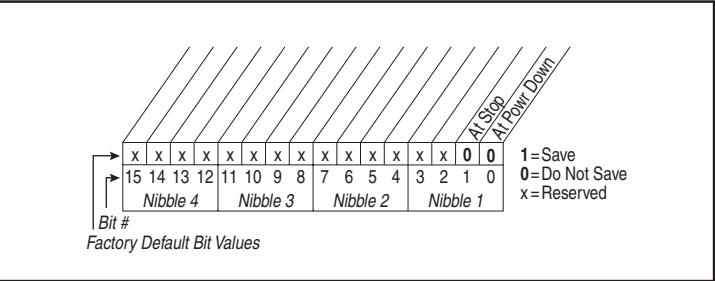 At Stop
At Powr Down
x x x x x x x x x x x x x x 0 0
15 14 13 12 11 10 9 8 7 6 5 4 3 2 1 0
Nibble 4 Nibble 3 Nibble 2 Nibble 1
1=Save
0=Do Not Save
x=Reserved
Bit #
Factory Default Bit Values